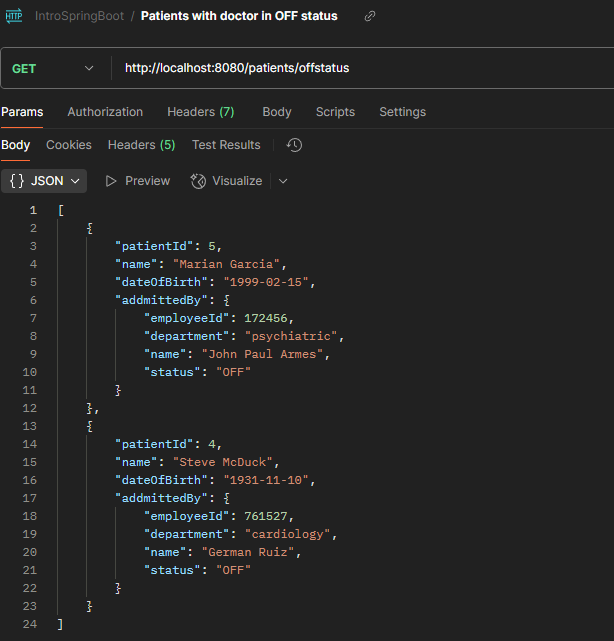 HTTP IntroSpringBoot / Patients with doctor in OFF status
GET http://localhost:8080/patients/offstatus
Params Authorization Headers (7) Body Scripts Settings
Body Cookies Headers (5) Test Results
{} JSON Preview Visualize
1 [
2 {
3 "patientId": 5,
4 "name": "Marian Garcia",
5 "dateOfBirth": "1999-02-15",
6 "addmittedBy": {
7 "employeeId": 172456,
8 "department": "psychiatric",
9 "name": "John Paul Armes",
10 "status": "OFF"
11 }
12 },
13 {
14 "patientId": 4,
15 "name": "Steve McDuck",
16 "dateOfBirth": "1931-11-10",
17 "addmittedBy": {
18 "employeeId": 761527,
19 "department": "cardiology",
20 "name": "German Ruiz",
21 "status": "OFF"
22 }
23 }
24 ]